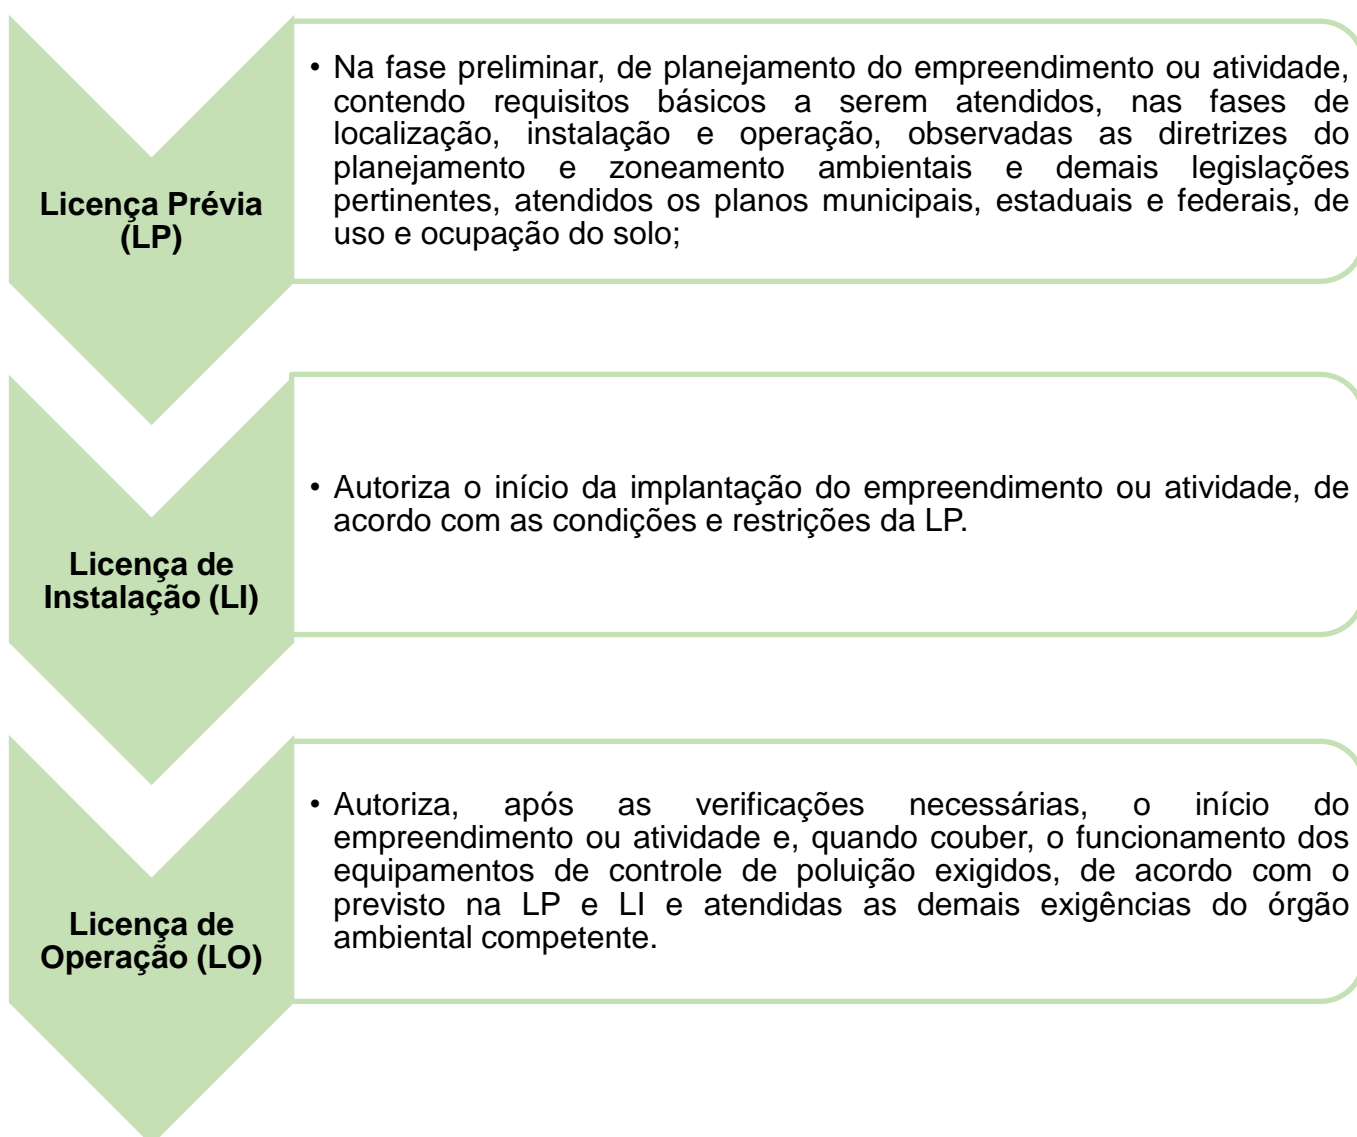 Licença Prévia
(LP)
• Na fase preliminar, de planejamento do empreendimento ou atividade,
contendo requisitos básicos a serem atendidos, nas fases de
localização, instalação e operação, observadas as diretrizes do
planejamento e zoneamento ambientais e demais legislações
pertinentes, atendidos os planos municipais, estaduais e federais, de
uso e ocupação do solo;
Licença de
Instalação (LI)
• Autoriza o início da implantação do empreendimento ou atividade, de
acordo com as condições e restrições da LP.
Licença de
Operação (LO)
• Autoriza, após as verificações necessárias, o início do
empreendimento ou atividade e, quando couber, o funcionamento dos
equipamentos de controle de poluição exigidos, de acordo com o
previsto na LP e LI e atendidas as demais exigências do órgão
ambiental competente.